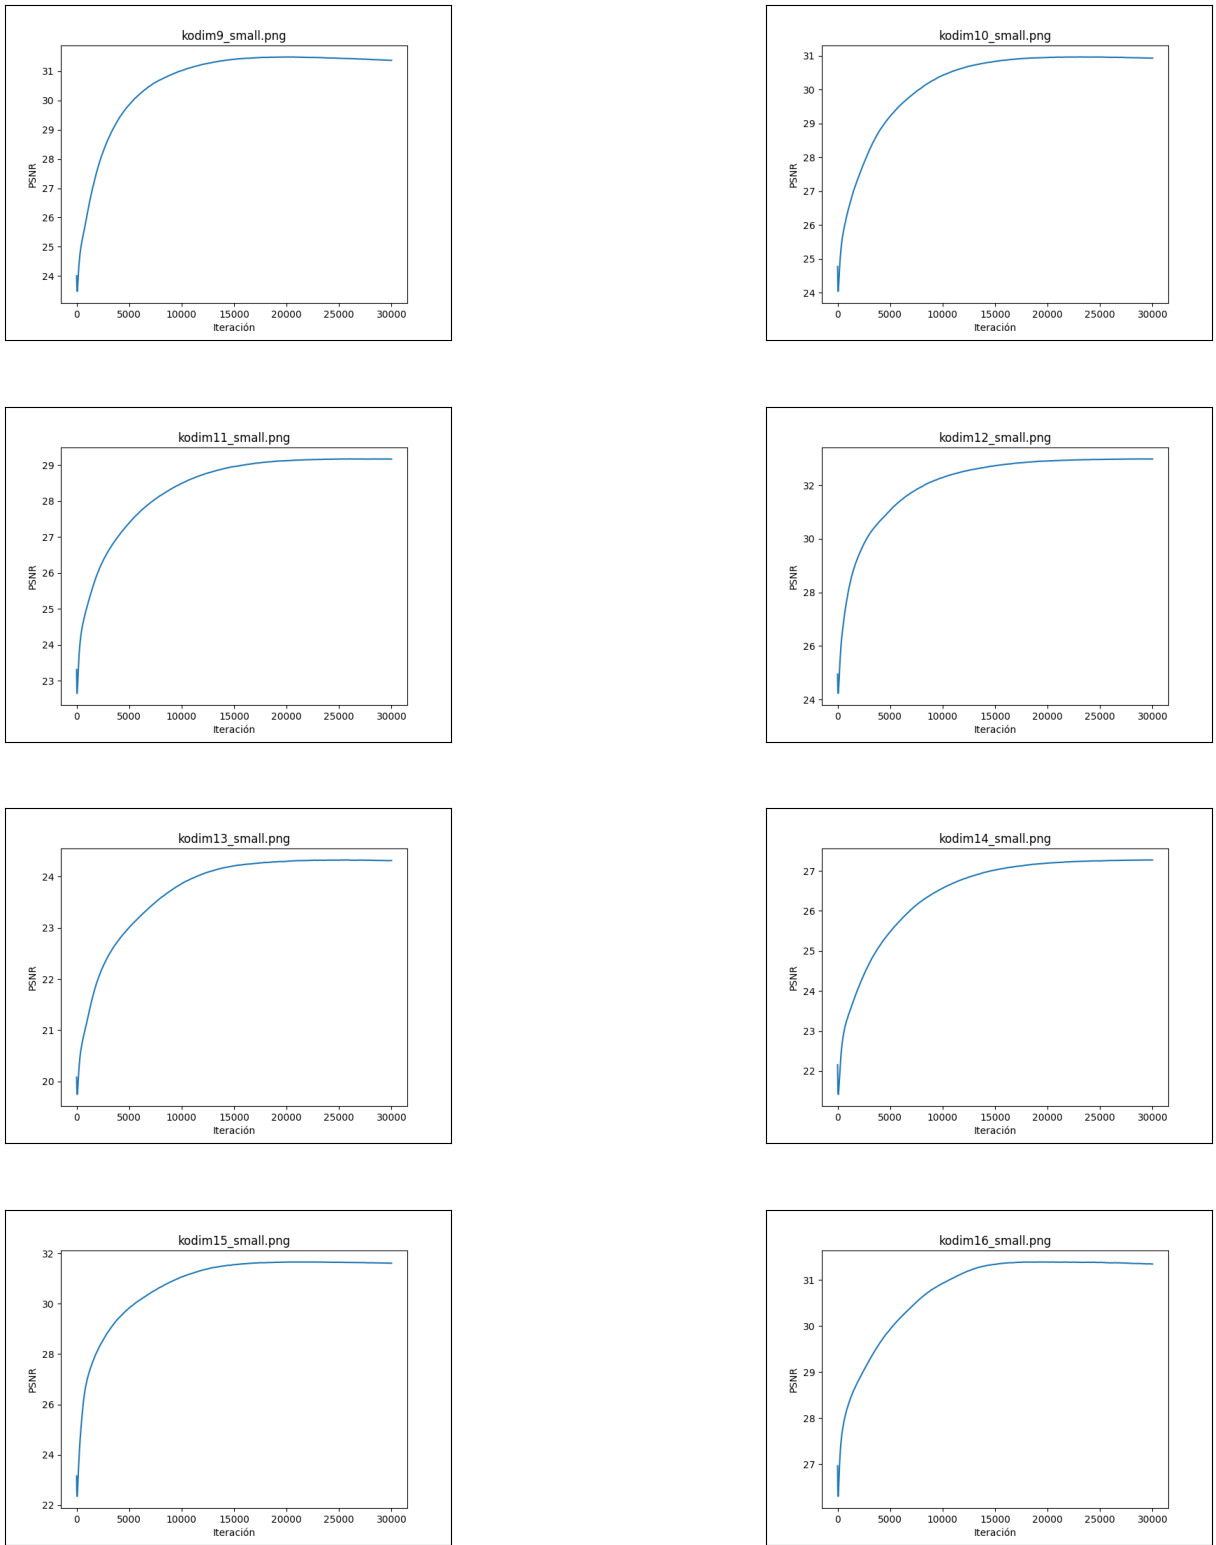 kodim9_small.png
31
30
29
28
27
26
25
24
PSNR
0 5000 10000 15000 20000 25000 30000
Iteración
kodim10_small.png
31
30
29
28
27
26
25
24
PSNR
0 5000 10000 15000 20000 25000 30000
Iteración
kodim11_small.png
29
28
27
26
25
24
23
PSNR
0 5000 10000 15000 20000 25000 30000
Iteración
kodim12_small.png
32
30
28
26
24
PSNR
0 5000 10000 15000 20000 25000 30000
Iteración
kodim13_small.png
24
23
22
21
20
PSNR
0 5000 10000 15000 20000 25000 30000
Iteración
kodim14_small.png
27
26
25
24
23
22
PSNR
0 5000 10000 15000 20000 25000 30000
Iteración
kodim15_small.png
32
30
28
26
24
22
PSNR
0 5000 10000 15000 20000 25000 30000
Iteración
kodim16_small.png
31
30
29
28
27
PSNR
0 5000 10000 15000 20000 25000 30000
Iteración